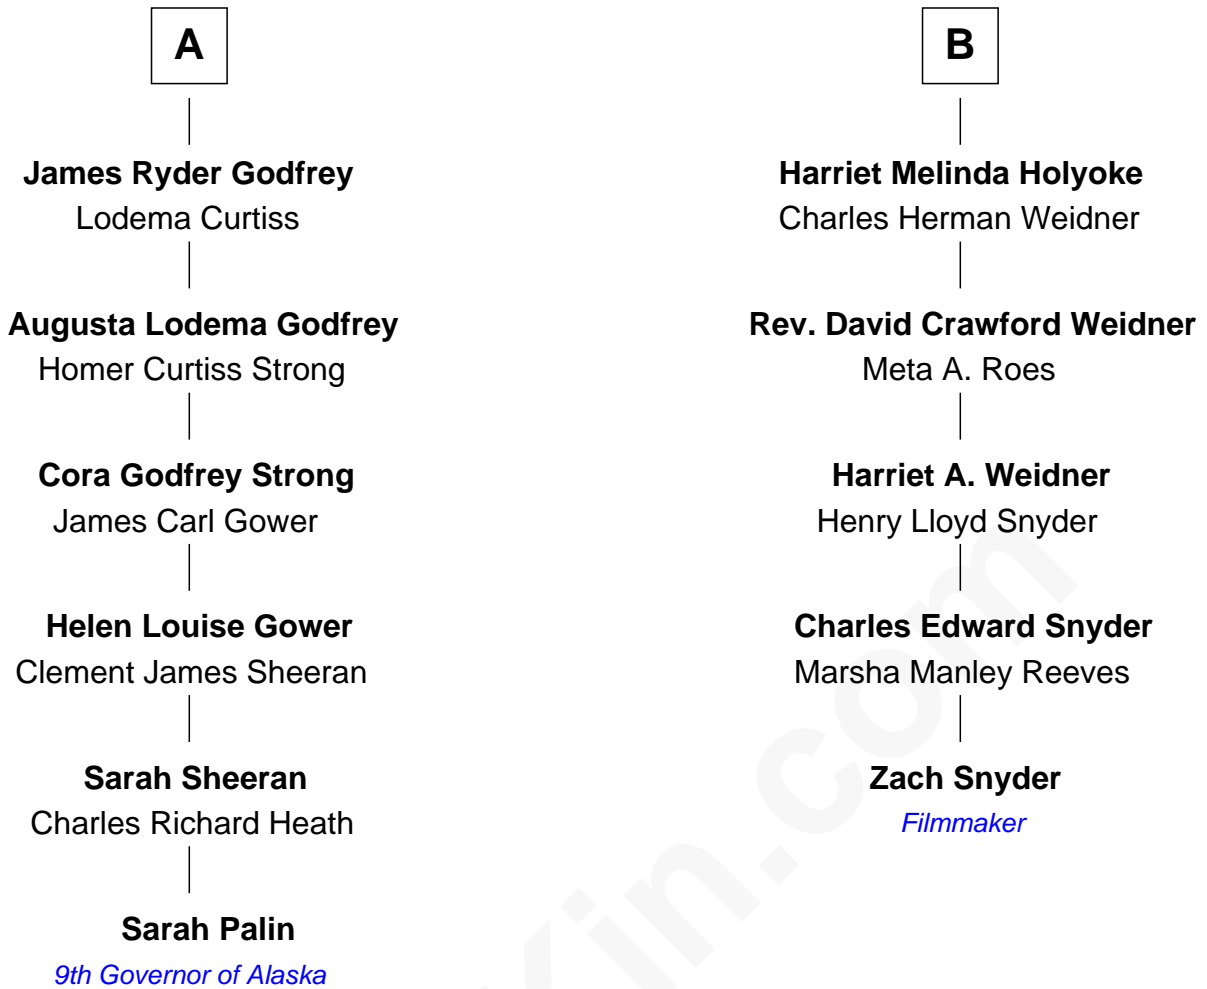 A
James Ryder Godfrey
Lodema Curtiss
Augusta Lodema Godfrey
Homer Curtiss Strong
Cora Godfrey Strong
James Carl Gower
Helen Louise Gower
Clement James Sheeran
Sarah Sheeran
Charles Richard Heath
Sarah Palin
9th Governor of Alaska
B
Harriet Melinda Holyoke
Charles Herman Weidner
Rev. David Crawford Weidner
Meta A. Roes
Harriet A. Weidner
Henry Lloyd Snyder
Charles Edward Snyder
Marsha Manley Reeves
Zach Snyder
Filmmaker
Kin.com